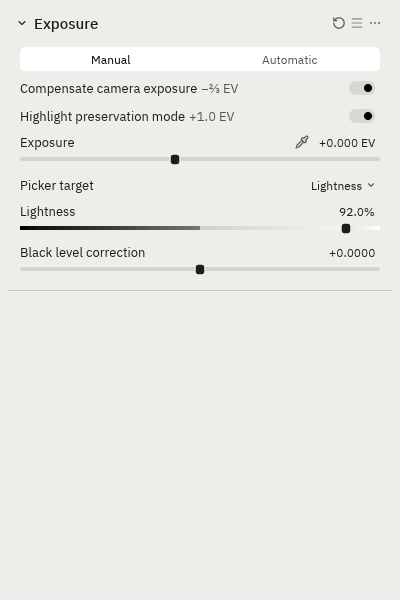 Exposure
Manual Automatic
Compensate camera exposure −⅔ EV
Highlight preservation mode +1.0 EV
Exposure +0.000 EV
Picker target Lightness
Lightness 92.0%
Black level correction +0.0000